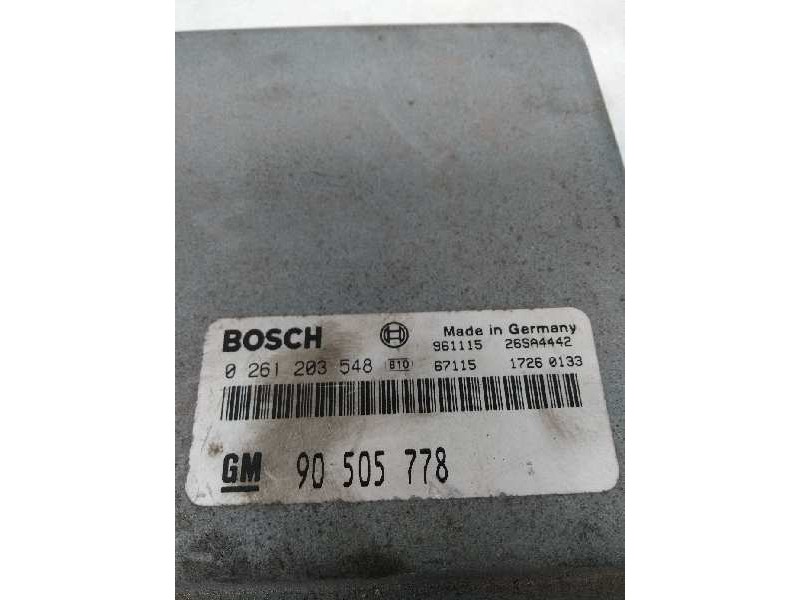 BOSCH Made in Germany
961115 26SA4442
0 261 203 548 B10 67115 1726 0133
GM 90 505 778